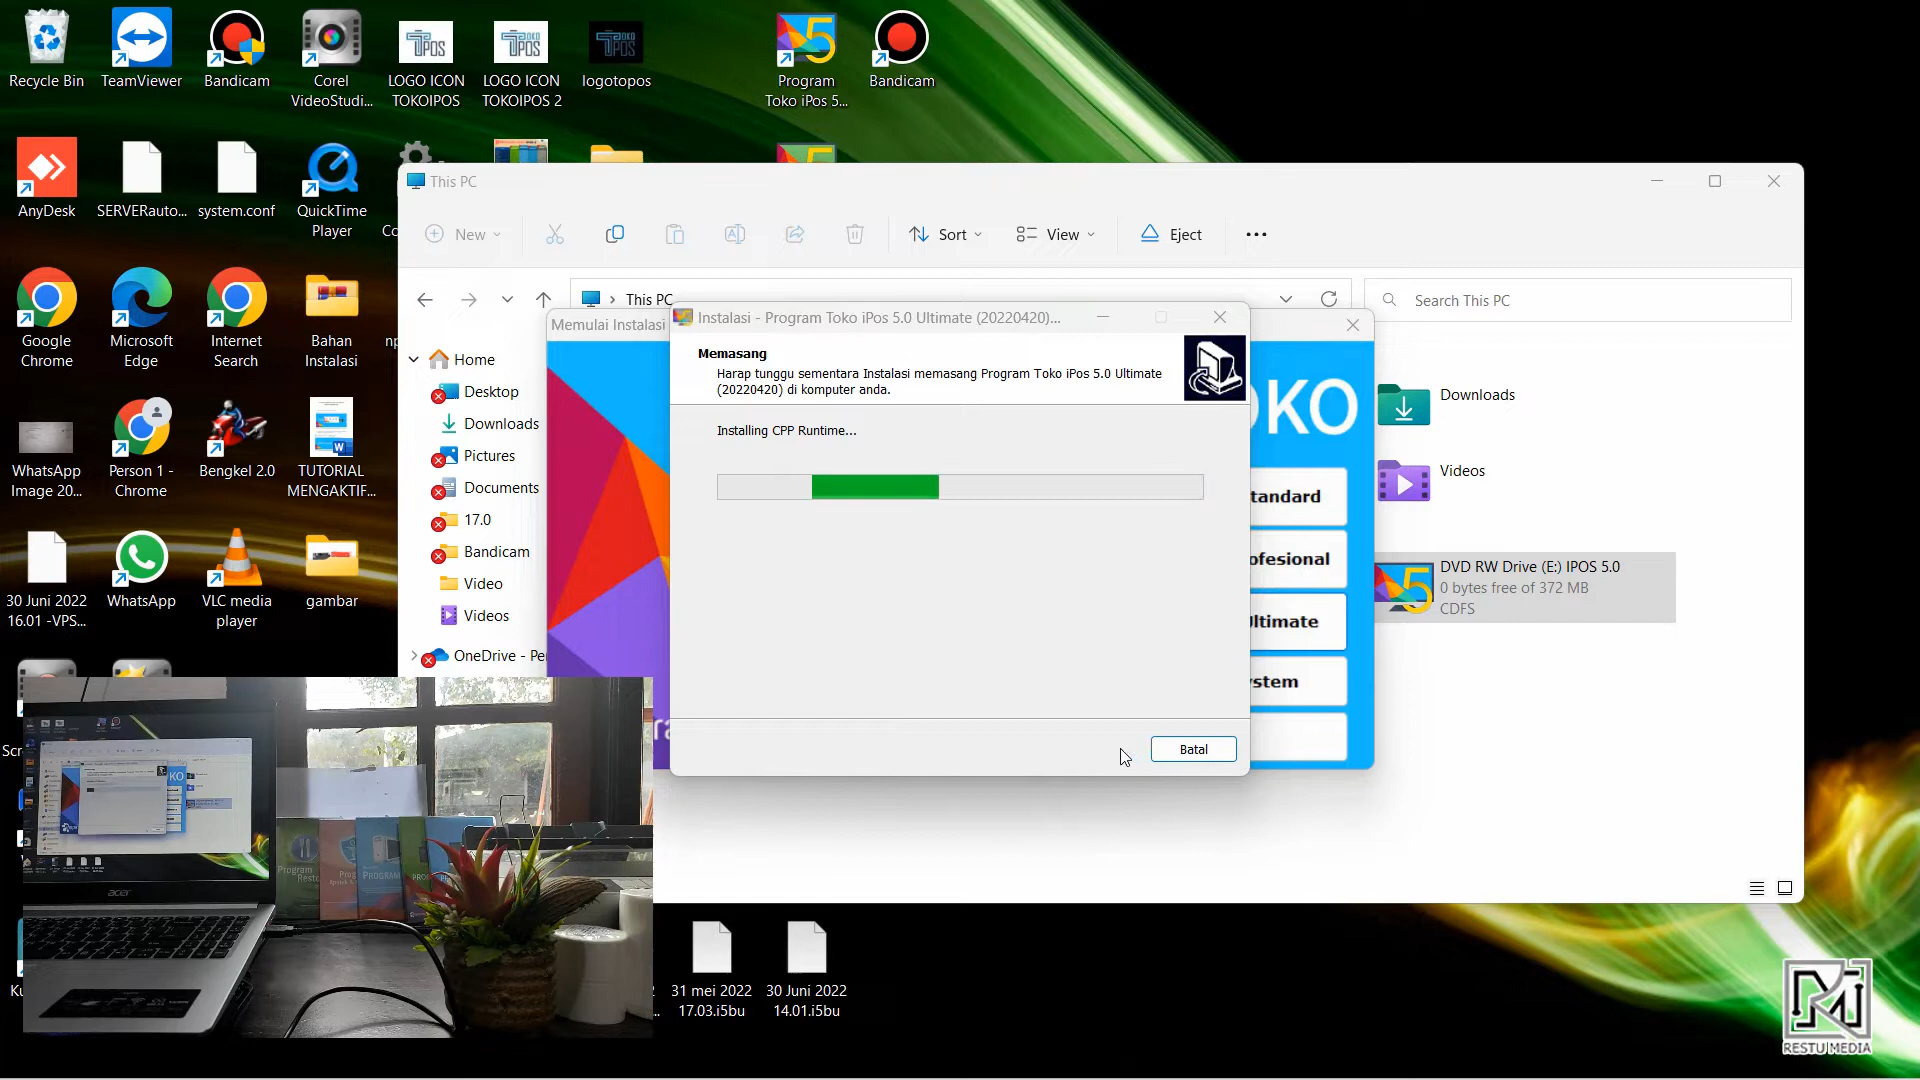 Recycle Bin
TeamViewer
Bandicam
Corel
VideoStudi...
LOGO ICON
TOKOIPOS
LOGO ICON
TOKOIPOS 2
logotopos
Program
Toko iPos 5...
Bandicam
AnyDesk
SERVERauto...
system.conf
QuickTime
Player
Google
Chrome
Microsoft
Edge
Internet
Search
Bahan
Instalasi
WhatsApp
Image 20...
Person 1 -
Chrome
Bengkel 2.0
TUTORIAL
MENGAKTIF...
30 Juni 2022
16.01 -VPS...
WhatsApp
VLC media
player
gambar
31 mei 2022
17.03.i5bu
30 Juni 2022
14.01.i5bu
This PC
New
Sort
View
Eject
This PC
Search This PC
Home
Desktop
Downloads
Pictures
Documents
17.0
Bandicam
Video
Videos
OneDrive - Pe
Downloads
Videos
DVD RW Drive (E:) IPOS 5.0
0 bytes free of 372 MB
CDFS
Memulai Instalasi
OKO
tandard
ofesional
ltimate
stem
Instalasi - Program Toko iPos 5.0 Ultimate (20220420)...
Memasang
Harap tunggu sementara Instalasi memasang Program Toko iPos 5.0 Ultimate
(20220420) di komputer anda.
Installing CPP Runtime...
Batal
acer
RESTU MEDIA